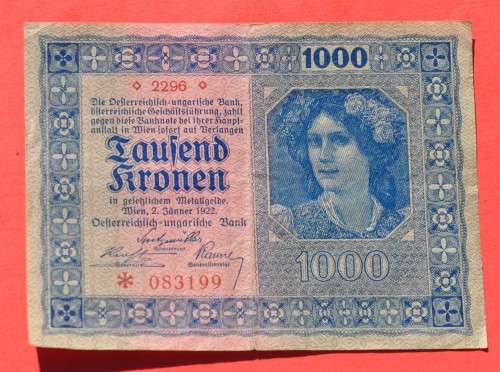 1000
◇ 2296 ◇
Die Oesterreichisch-ungarische Bank,
österreichische Geschäftsführung, zahlt
gegen diese Banknote bei ihrer Haupt-
anstalt in Wien sofort auf Verlangen
Tausend
Kronen
in gesetzlichem Metallgelde.
Wien, 2. Jänner 1922.
Oesterreichisch-ungarische Bank
* 083199
1000